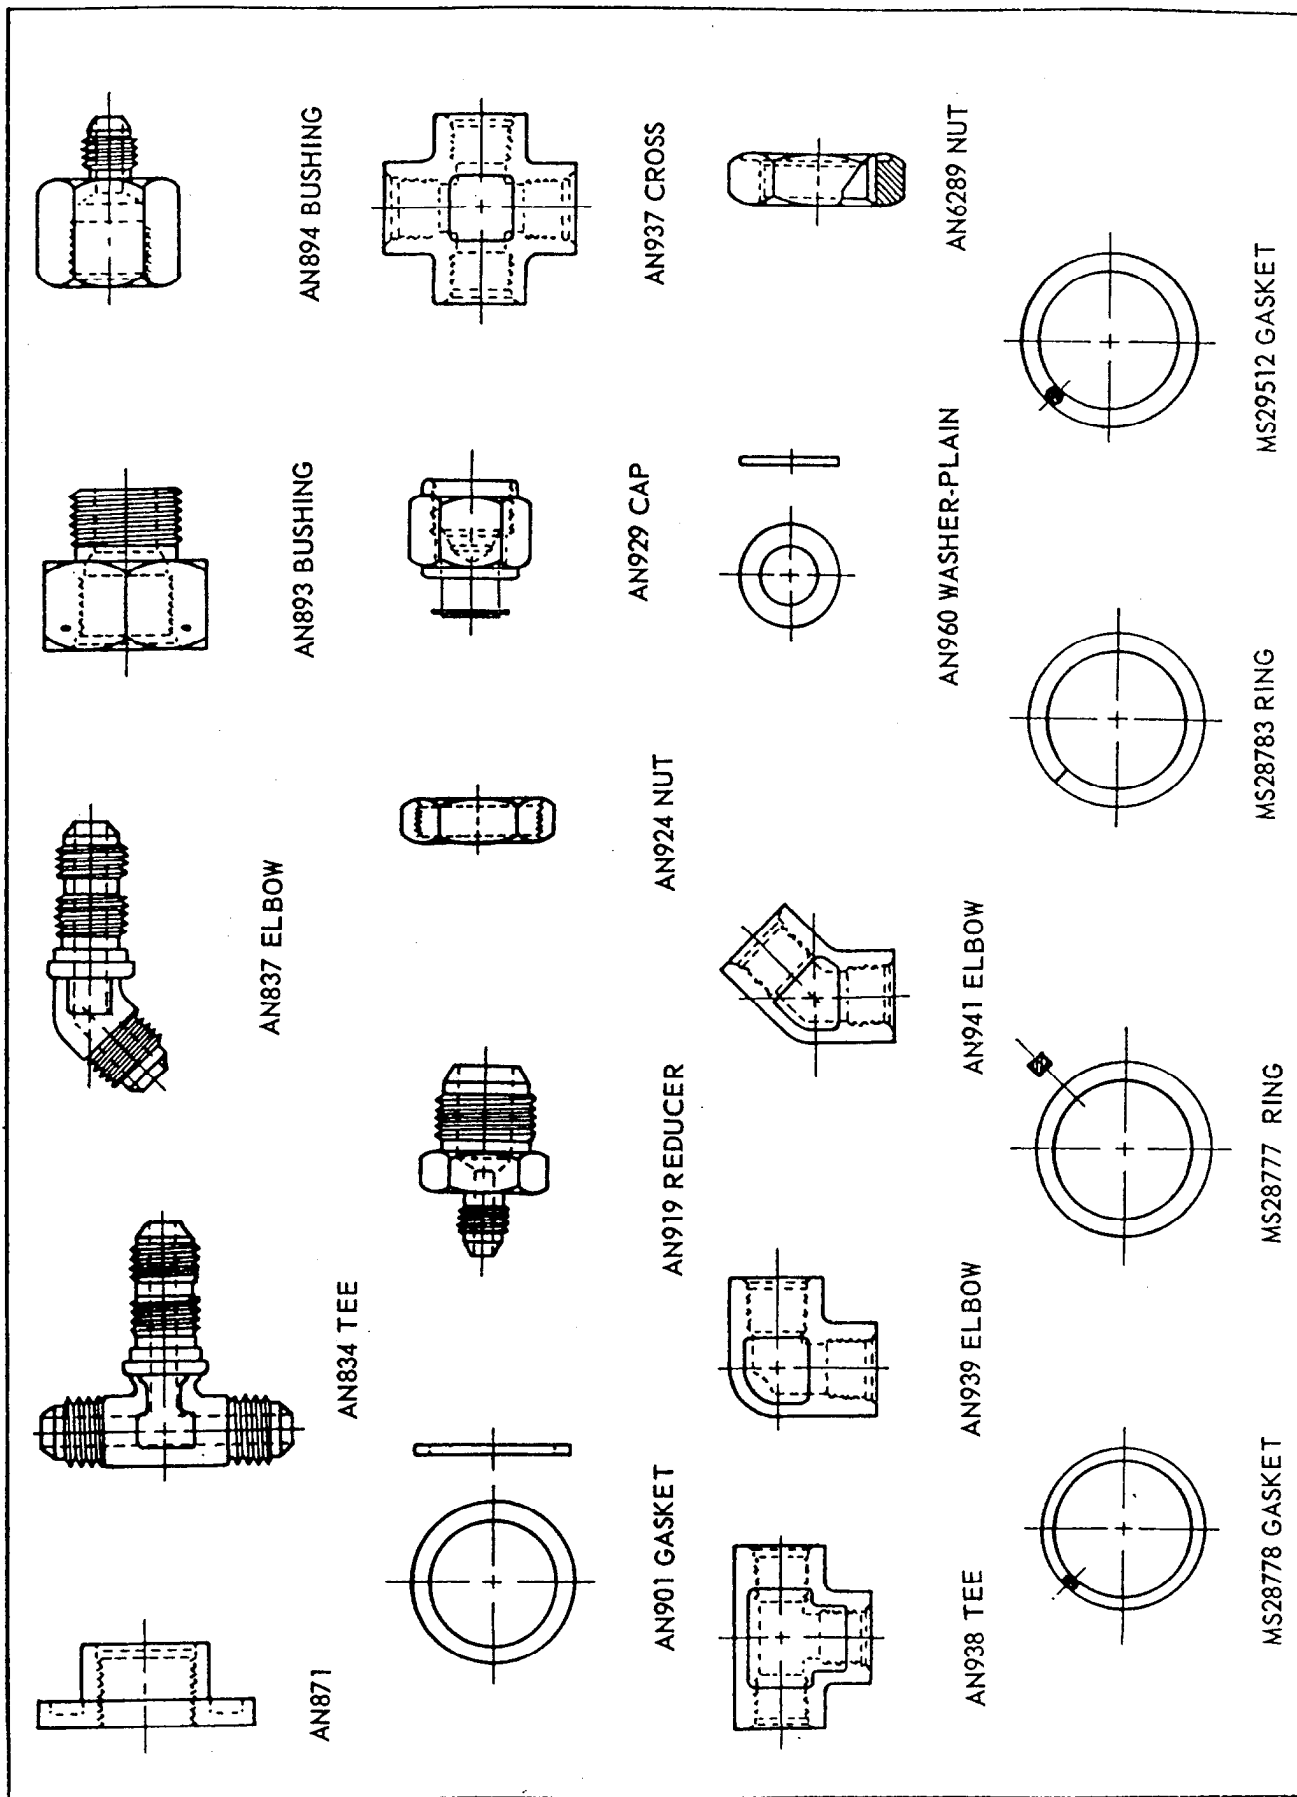 AN871
AN834 TEE
AN837 ELBOW
AN893 BUSHING
AN894 BUSHING
AN901 GASKET
AN919 REDUCER
AN924 NUT
AN929 CAP
AN937 CROSS
AN938 TEE
AN939 ELBOW
AN941 ELBOW
AN960 WASHER-PLAIN
AN6289 NUT
MS28778 GASKET
MS28777 RING
MS28783 RING
MS29512 GASKET